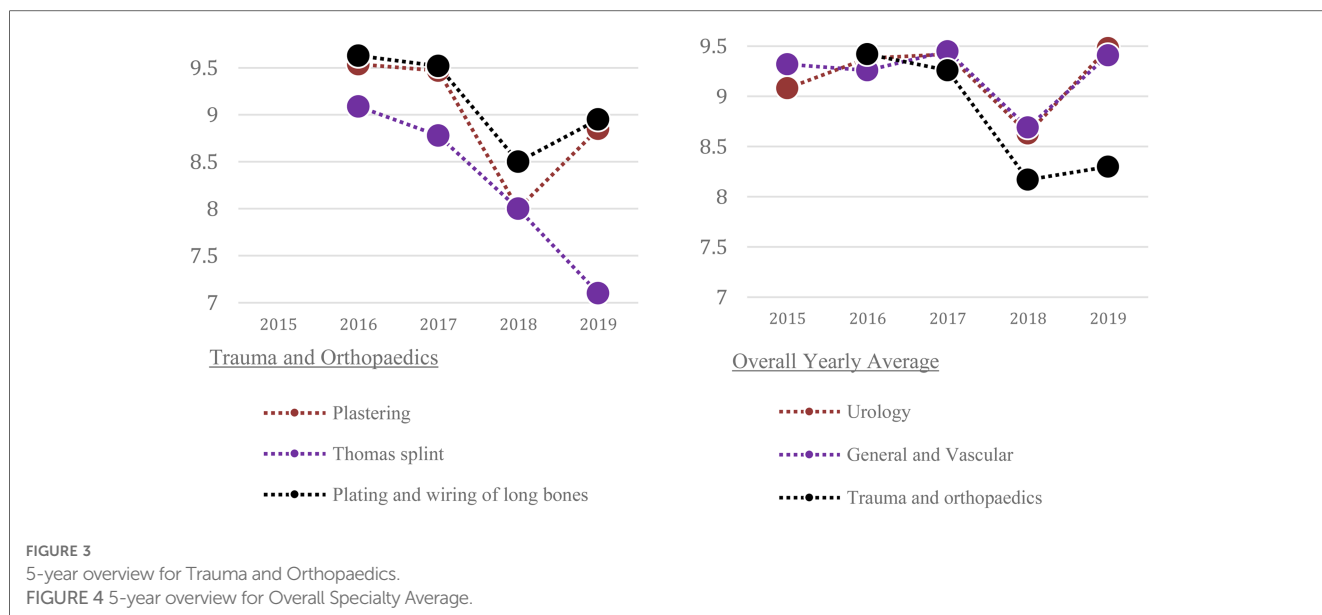 9.5
9
8.5
8
7.5
7
2015 2016 2017 2018 2019
Trauma and Orthopaedics
Plastering
Thomas splint
Plating and wiring of long bones
9.5
9
8.5
8
7.5
7
2015 2016 2017 2018 2019
Overall Yearly Average
Urology
General and Vascular
Trauma and orthopaedics
FIGURE 3
5-year overview for Trauma and Orthopaedics.
FIGURE 4 5-year overview for Overall Specialty Average.